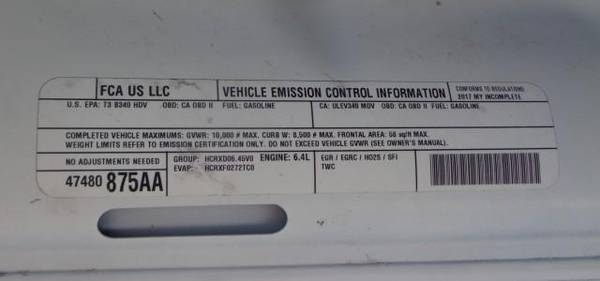 FCA US LLC
VEHICLE EMISSION CONTROL INFORMATION
CONFORMS TO REGULATIONS:
2017 MY INCOMPLETE
U.S. EPA: T3 B340 HDV OBD: CA OBD II FUEL: GASOLINE
CA: ULEV340 MDV OBD: CA OBD II FUEL: GASOLINE
COMPLETED VEHICLE MAXIMUMS: GVWR: 10,000 # MAX. CURB W: 8,500 # MAX. FRONTAL AREA: 58 sq/ft MAX.
WEIGHT LIMITS REFER TO EMISSION CERTIFICATION ONLY. DO NOT EXCEED VEHICLE GVWR (SEE OWNER'S MANUAL).
NO ADJUSTMENTS NEEDED
47480 875AA
GROUP: HCRXD06.45V0 ENGINE: 6.4L
EVAP: HCRXF0272TC0
EGR / EGRC / HO2S / SFI
TWC